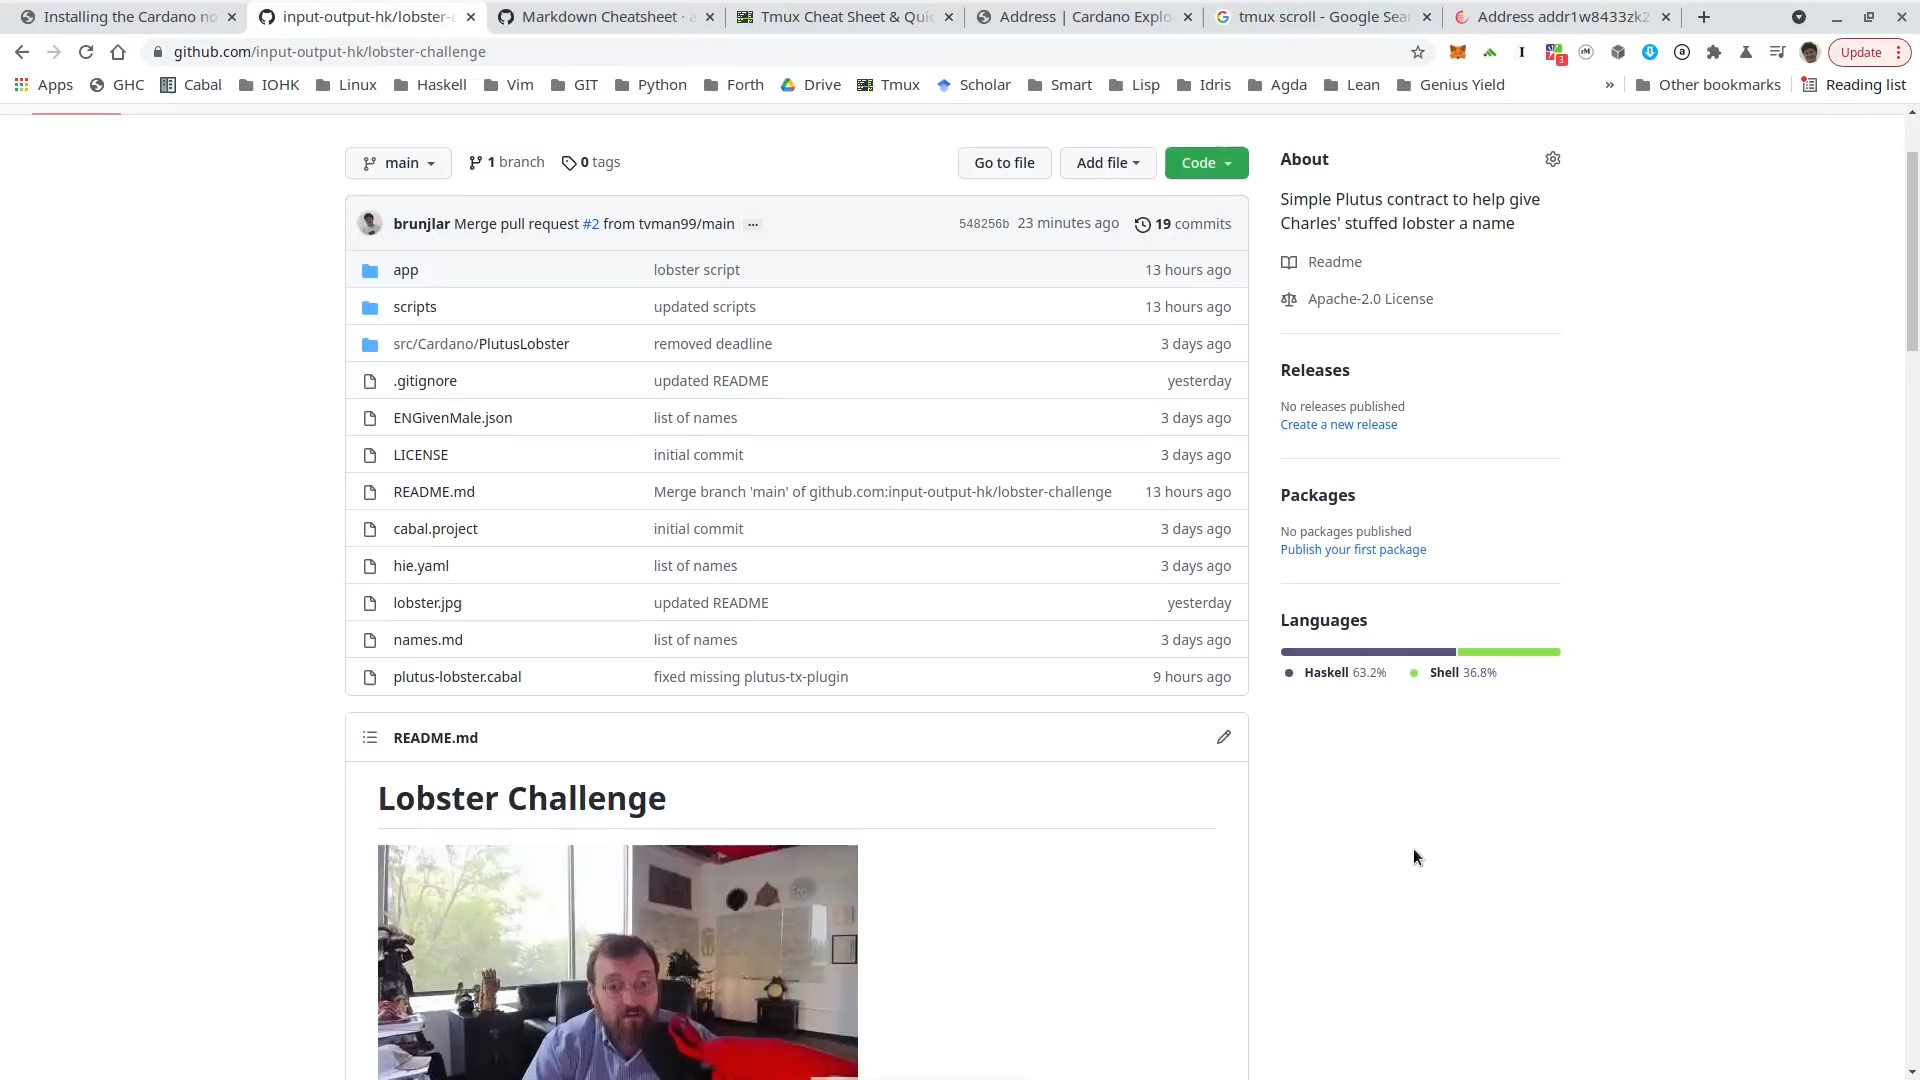 Installing the Cardano no
input-output-hk/lobster-c
Markdown Cheatsheet · a
Tmux Cheat Sheet & Quic
Address | Cardano Explo
tmux scroll - Google Sear
Address addr1w8433zk2
github.com/input-output-hk/lobster-challenge
3
Update
Apps
GHC
Cabal
IOHK
Linux
Haskell
Vim
GIT
Python
Forth
Drive
Tmux
Scholar
Smart
Lisp
Idris
Agda
Lean
Genius Yield
»
Other bookmarks
Reading list
main
1 branch
0 tags
Go to file
Add file
Code
brunjlar Merge pull request #2 from tvman99/main ...
548256b 23 minutes ago
19 commits
app lobster script 13 hours ago
scripts updated scripts 13 hours ago
src/Cardano/PlutusLobster removed deadline 3 days ago
.gitignore updated README yesterday
ENGivenMale.json list of names 3 days ago
LICENSE initial commit 3 days ago
README.md Merge branch 'main' of github.com:input-output-hk/lobster-challenge 13 hours ago
cabal.project initial commit 3 days ago
hie.yaml list of names 3 days ago
lobster.jpg updated README yesterday
names.md list of names 3 days ago
plutus-lobster.cabal fixed missing plutus-tx-plugin 9 hours ago
README.md
Lobster Challenge
About
Simple Plutus contract to help give
Charles' stuffed lobster a name
Readme
Apache-2.0 License
Releases
No releases published
Create a new release
Packages
No packages published
Publish your first package
Languages
Haskell 63.2% Shell 36.8%